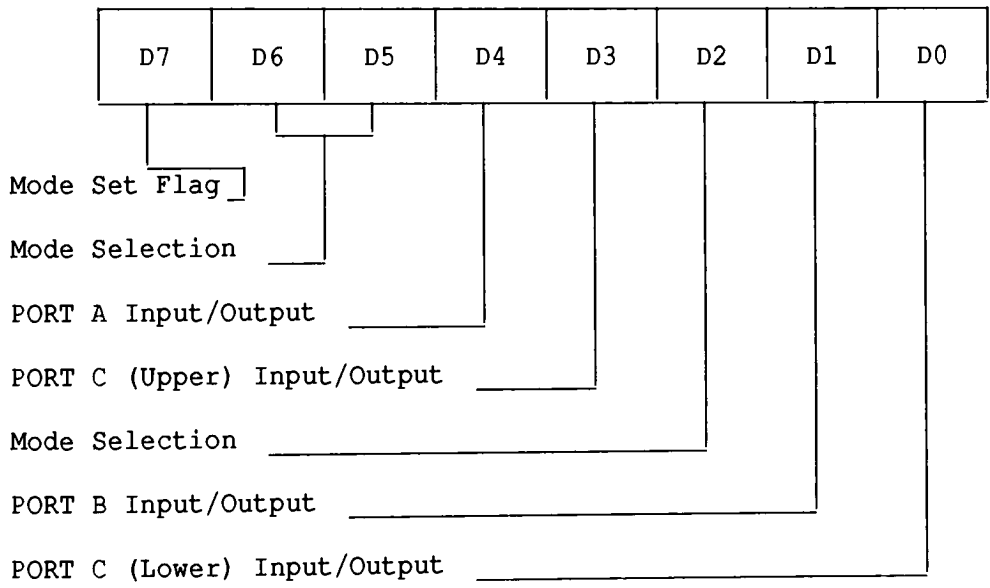 D7 D6 D5 D4 D3 D2 D1 D0
Mode Set Flag
Mode Selection
PORT A Input/Output
PORT C (Upper) Input/Output
Mode Selection
PORT B Input/Output
PORT C (Lower) Input/Output